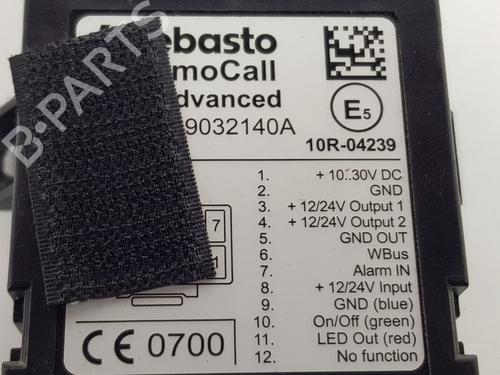 ebasto
moCall
dvanced
9032140A
E5
10R-04239
1. + 10..30V DC
2. GND
3. + 12/24V Output 1
4. + 12/24V Output 2
5. GND OUT
6. WBus
7. Alarm IN
8. + 12/24V Input
9. GND (blue)
10. On/Off (green)
11. LED Out (red)
12. No function
7
1
CE 0700
B-PARTS